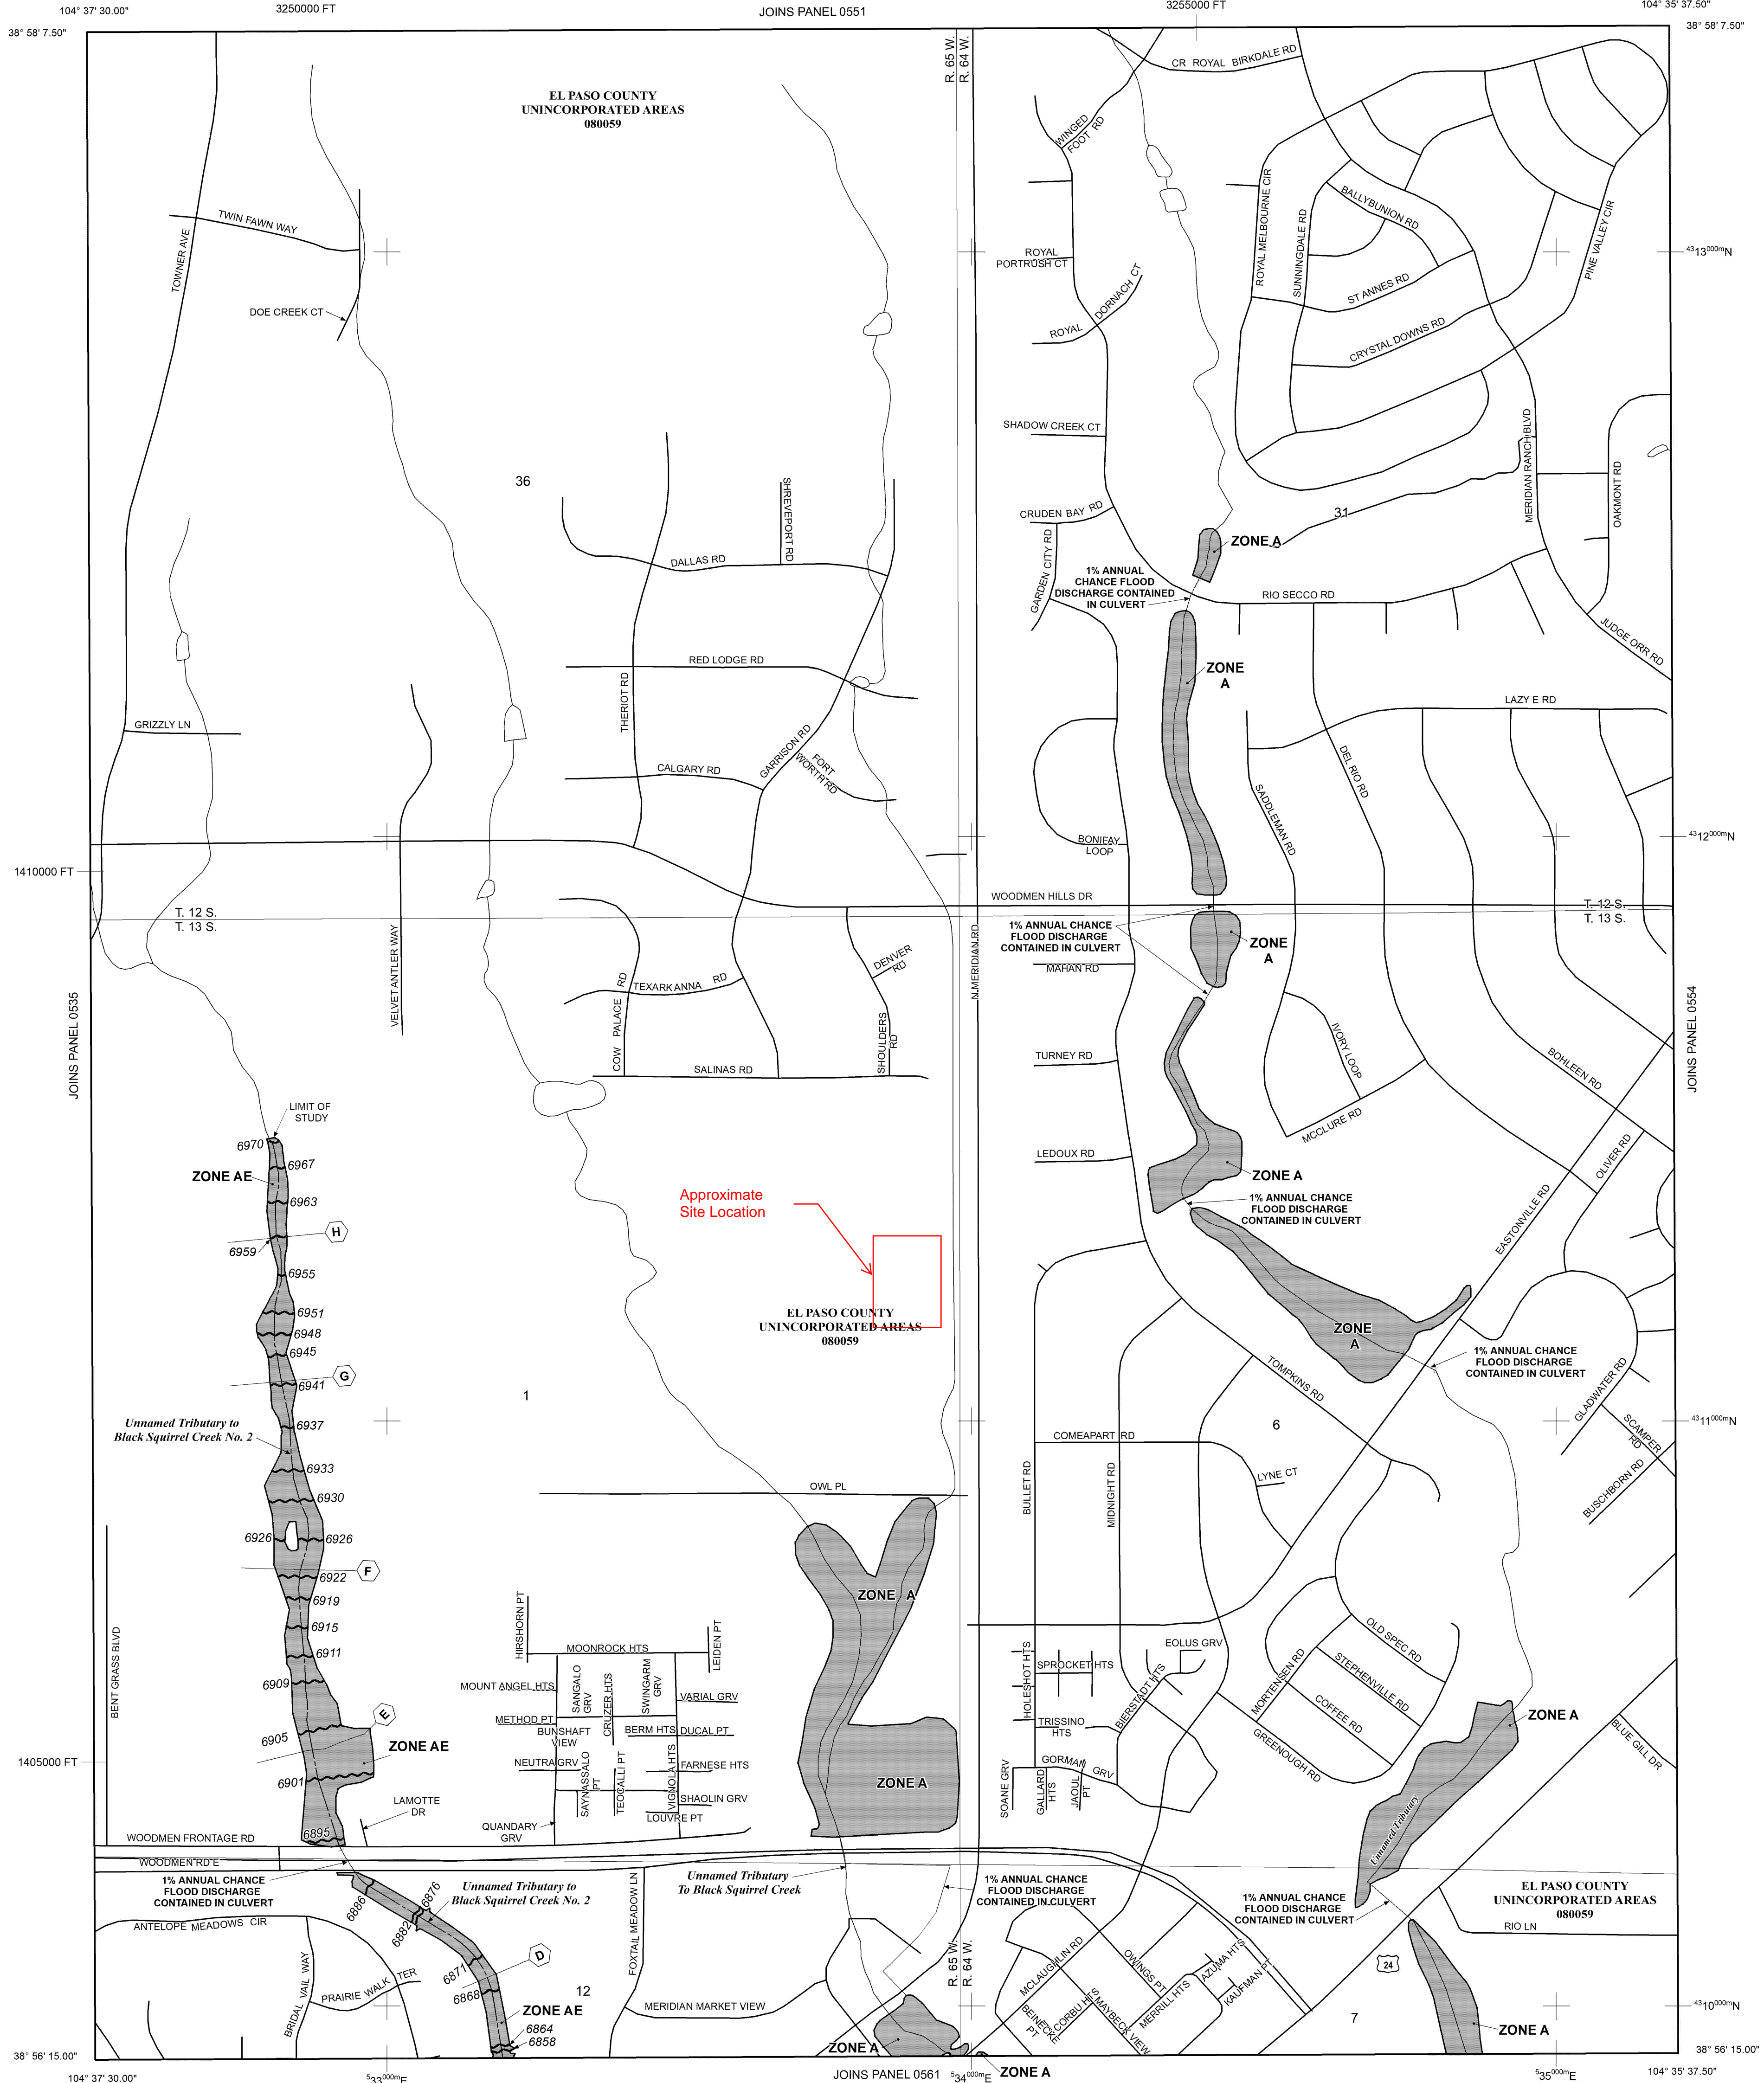 104° 37' 30.00"
3250000 FT
JOINS PANEL 0551
3255000 FT
104° 35' 37.50"
38° 58' 7.50"
38° 58' 7.50"
R. 65 W.
R. 64 W.
EL PASO COUNTY
UNINCORPORATED AREAS
080059
CR ROYAL BIRKDALE RD
WINGED
FOOT RD
TOWNER AVE
TWIN FAWN WAY
DOE CREEK CT
ROYAL
PORTRUSH CT
ROYAL DORNACH CT
ROYAL MELBOURNE CIR
SUNNINGDALE RD
BALLYBUNION RD
ST ANNES RD
CRYSTAL DOWNS RD
PINE VALLEY CIR
4313000mN
SHADOW CREEK CT
MERIDIAN RANCH BLVD
OAKMONT RD
36
SHREVEPORT RD
DALLAS RD
CRUDEN BAY RD
GARDEN CITY RD
31
ZONE A
1% ANNUAL
CHANCE FLOOD
DISCHARGE CONTAINED
IN CULVERT
RIO SECCO RD
JUDGE ORR RD
RED LODGE RD
THERIOT RD
ZONE
A
LAZY E RD
GRIZZLY LN
CALGARY RD
GARRISON RD
FORT
WORTH RD
DEL RIO RD
SADDLEMAN RD
BONIFAY
LOOP
4312000mN
1410000 FT
WOODMEN HILLS DR
T. 12 S.
T. 13 S.
T. 12 S.
T. 13 S.
1% ANNUAL CHANCE
FLOOD DISCHARGE
CONTAINED IN CULVERT
ZONE
A
MAHAN RD
N MERIDIAN RD
VELVET ANTLER WAY
DENVER
RD
TEXARKANNA RD
COW PALACE RD
SHOULDERS
RD
SALINAS RD
TURNEY RD
IVORY LOOP
BOHLEEN RD
MCCLURE RD
JOINS PANEL 0535
JOINS PANEL 0554
LIMIT OF
STUDY
6970
6967
ZONE AE
6963
H
6959
6955
6951
6948
6945
G
6941
6937
LEDOUX RD
ZONE A
OLIVER RD
1% ANNUAL CHANCE
FLOOD DISCHARGE
CONTAINED IN CULVERT
EASTONVILLE RD
Approximate
Site Location
EL PASO COUNTY
UNINCORPORATED AREAS
080059
ZONE
A
1% ANNUAL CHANCE
FLOOD DISCHARGE
CONTAINED IN CULVERT
TOMPKINS RD
GLADWATER RD
1
6
Unnamed Tributary to
Black Squirrel Creek No. 2
4311000mN
SCAMPER
RD
BUSCHBORN RD
COMEAPART RD
LYNE CT
BULLET RD
MIDNIGHT RD
6933
6930
6926
6926
F
6922
6919
6915
6911
6909
OWL PL
ZONE A
BENT GRASS BLVD
HIRSHORN PT
MOONROCK HTS
LEIDEN PT
MOUNT ANGEL HTS
SANGALO
GRV
CRUZER HTS
SWINGARM
GRV
VARIAL GRV
METHOD PT
BUNSHAFT
VIEW
BERM HTS
DUCAL PT
NEUTRA GRV
SAYNASSALO
PT
TEOCALLI PT
VIGNOLA HTS
FARNESE HTS
SHAOLIN GRV
LOUVRE PT
QUANDARY
GRV
E
6905
ZONE AE
6901
1405000 FT
LAMOTTE
DR
6895
ZONE A
HOLESHOT HTS
SPROCKET HTS
EOLUS GRV
TRISSINO
HTS
BIERSTADT HTS
GORMAN GRV
SOANE GRV
GALLARD
HTS
JAOUL
PT
MORTENSEN RD
OLD SPEC RD
STEPHENVILLE RD
COFFEE RD
GREENOUGH RD
ZONE A
BLUE GILL DR
Unnamed Tributary
WOODMEN FRONTAGE RD
WOODMEN RD E
1% ANNUAL CHANCE
FLOOD DISCHARGE
CONTAINED IN CULVERT
Unnamed Tributary to
Black Squirrel Creek No. 2
Unnamed Tributary
To Black Squirrel Creek
1% ANNUAL CHANCE
FLOOD DISCHARGE
CONTAINED IN CULVERT
1% ANNUAL CHANCE
FLOOD DISCHARGE
CONTAINED IN CULVERT
EL PASO COUNTY
UNINCORPORATED AREAS
080059
ANTELOPE MEADOWS CIR
6886
6882
6876
6871
6868
D
12
ZONE AE
6864
6858
BRIDAL VAIL WAY
PRAIRIE WALK TER
FOXTAIL MEADOW LN
MERIDIAN MARKET VIEW
R. 65 W.
R. 64 W.
MCLAUGHLIN RD
OWINGS PT
AZUMA HTS
KAUFMAN PT
MERRILL HTS
S MAYBECK VIEW
CORBU HTS
BEINECKE
PT
RIO LN
24
7
4310000mN
ZONE A
ZONE A
ZONE A
38° 56' 15.00"
38° 56' 15.00"
104° 37' 30.00"
533000mE
JOINS PANEL 0561
534000mE
535000mE
104° 35' 37.50"